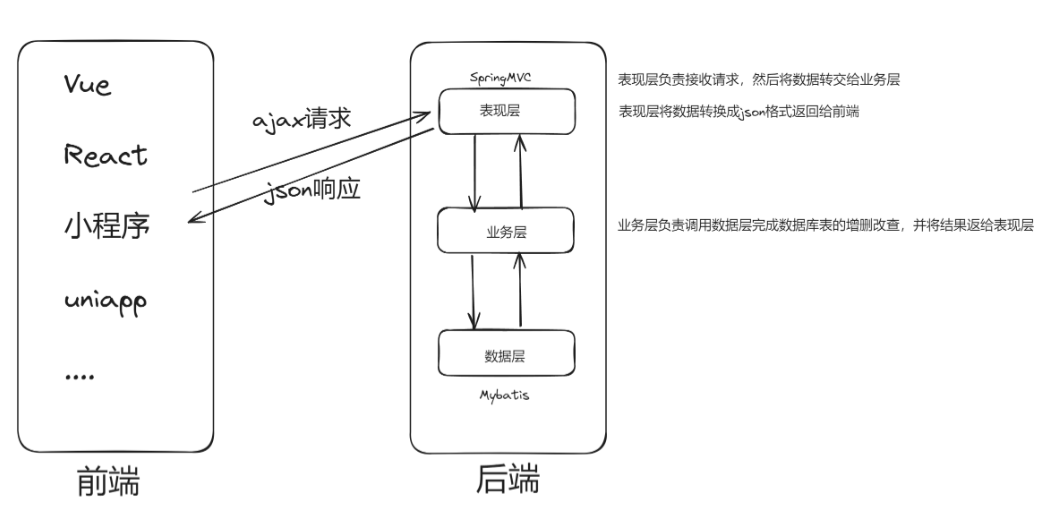 Vue
React
小程序
uniapp
....
前端
ajax请求
json响应
SpringMVC
表现层
业务层
数据层
Mybatis
后端
表现层负责接收请求，然后将数据转交给业务层
表现层将数据转换成json格式返回给前端
业务层负责调用数据层完成数据库表的增删改查，并将结果返给表现层